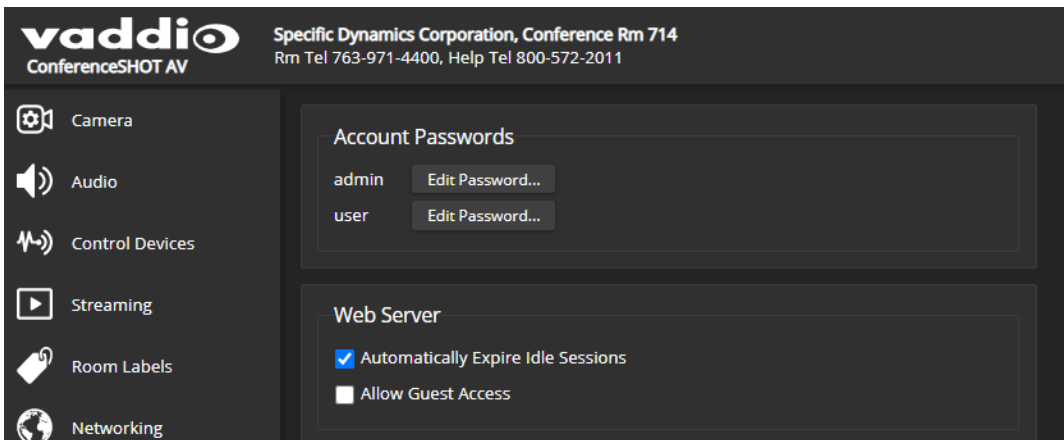 vaddio
ConferenceSHOT AV
Specific Dynamics Corporation, Conference Rm 714
Rm Tel 763-971-4400, Help Tel 800-572-2011
Camera
Audio
Control Devices
Streaming
Room Labels
Networking
Account Passwords
admin Edit Password...
user Edit Password...
Web Server
Automatically Expire Idle Sessions
Allow Guest Access